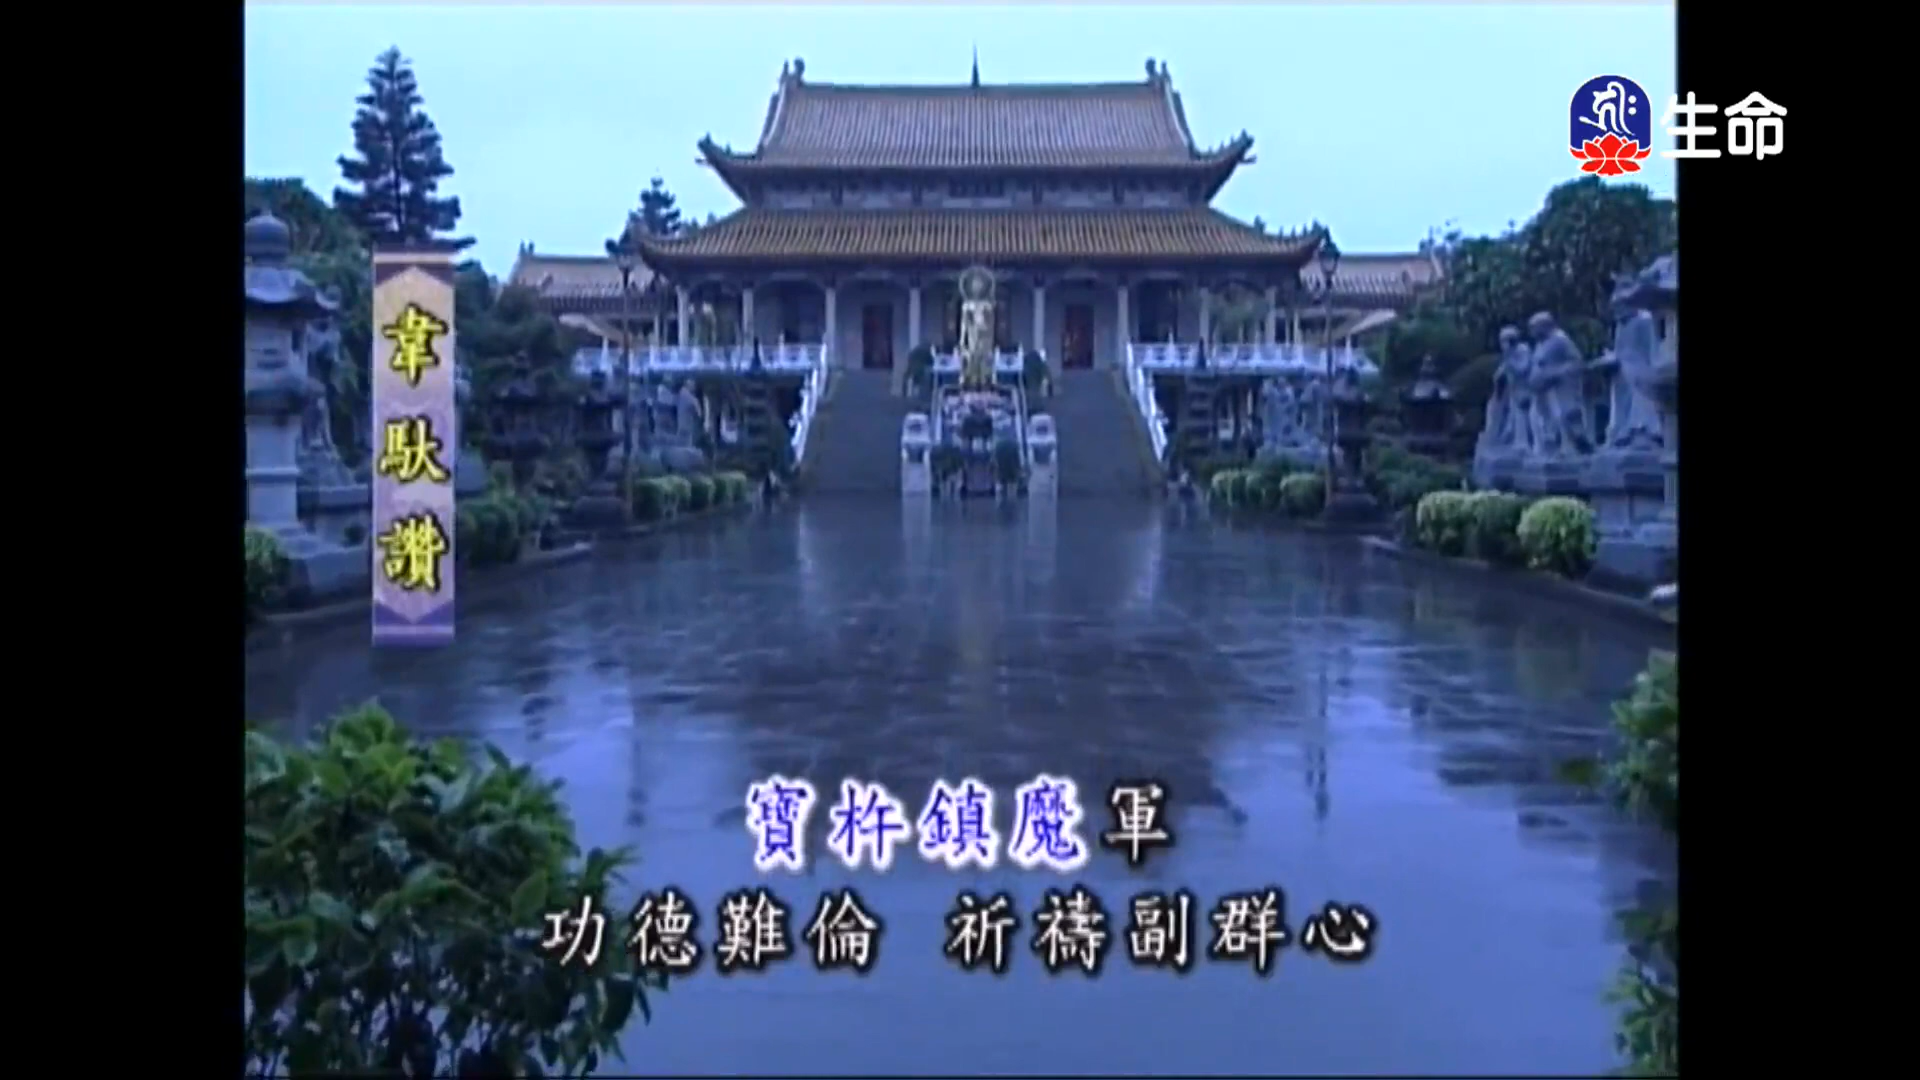 生命
韋馱讚
寶杵鎮魔軍
功德難倫 祈禱副群心